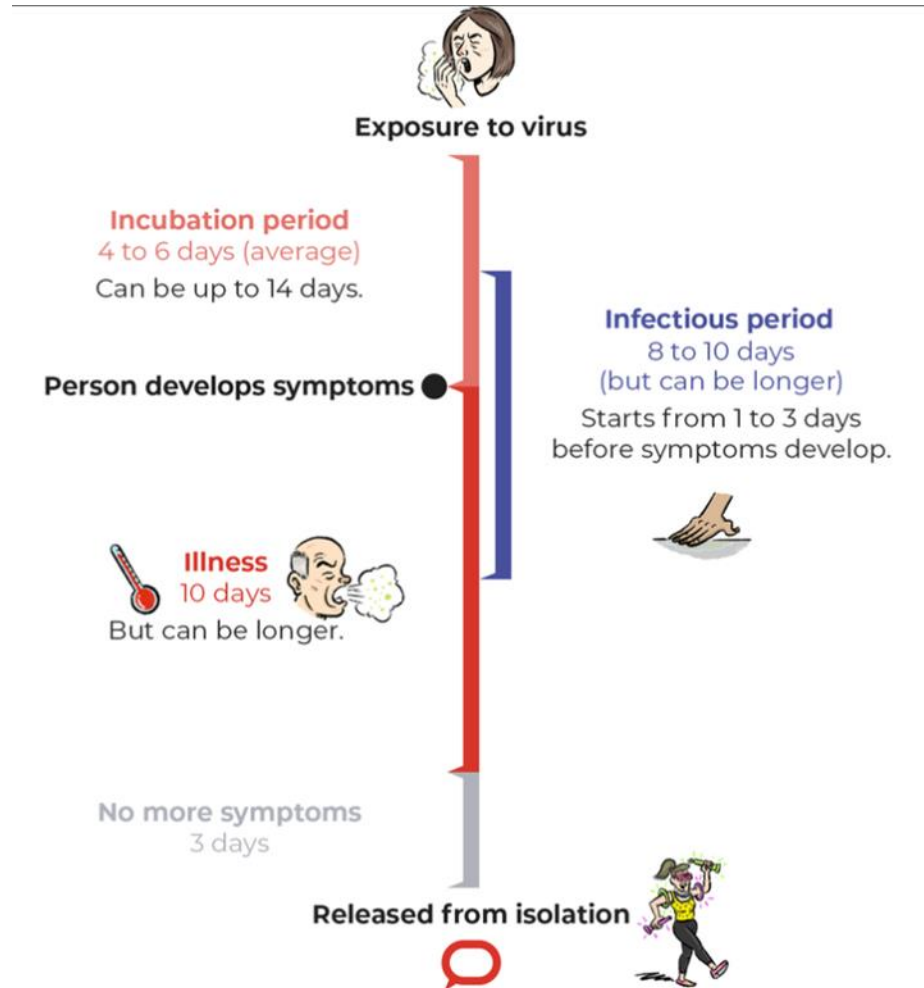 Exposure to virus
Incubation period
4 to 6 days (average)
Can be up to 14 days.
Infectious period
8 to 10 days
(but can be longer)
Starts from 1 to 3 days
before symptoms develop.
Person develops symptoms
Illness
10 days
But can be longer.
No more symptoms
3 days
Released from isolation